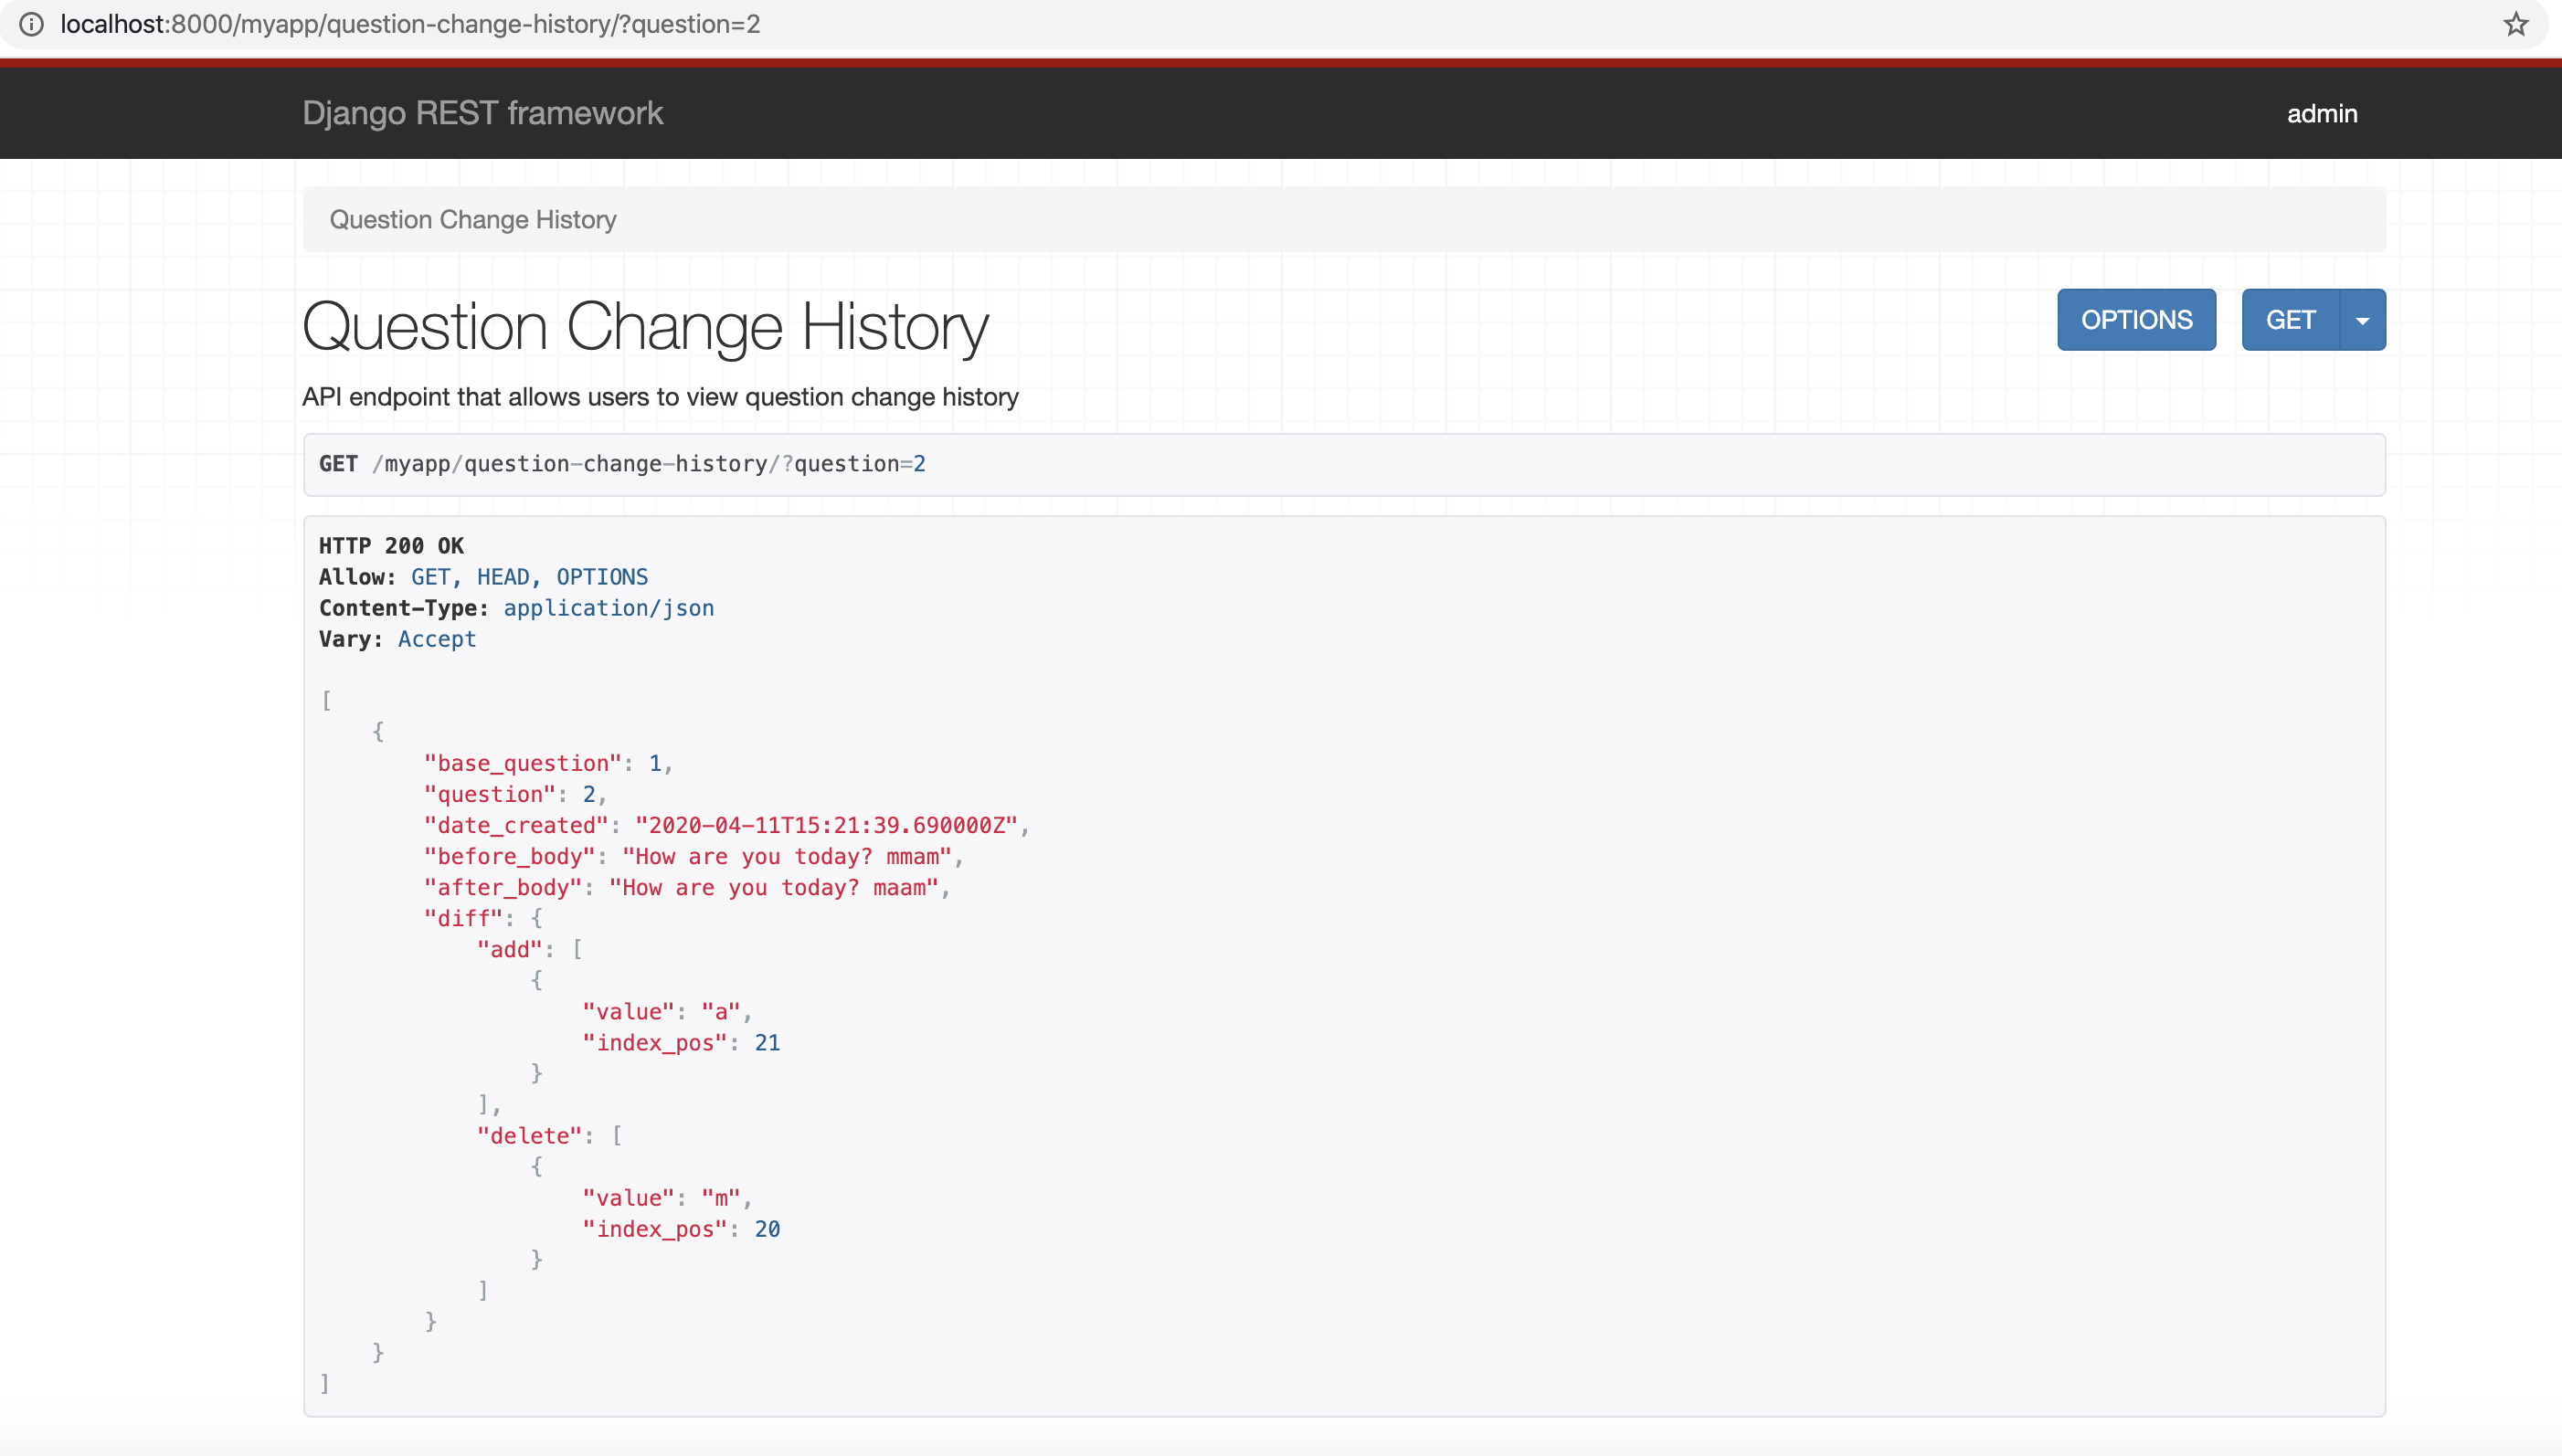 localhost:8000/myapp/question-change-history/?question=2
Django REST framework
admin
Question Change History
Question Change History
OPTIONS
GET
API endpoint that allows users to view question change history
GET /myapp/question-change-history/?question=2
HTTP 200 OK
Allow: GET, HEAD, OPTIONS
Content-Type: application/json
Vary: Accept
[
    {
        "base_question": 1,
        "question": 2,
        "date_created": "2020-04-11T15:21:39.690000Z",
        "before_body": "How are you today? mmam",
        "after_body": "How are you today? maam",
        "diff": {
            "add": [
                {
                    "value": "a",
                    "index_pos": 21
                }
            ],
            "delete": [
                {
                    "value": "m",
                    "index_pos": 20
                }
            ]
        }
    }
]